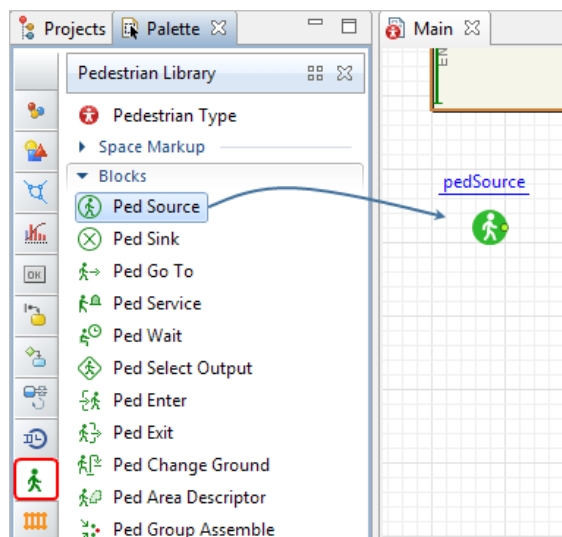 Projects
Palette
Main
Pedestrian Library
EN
Pedestrian Type
Space Markup
Blocks
pedSource
Ped Source
Ped Sink
Ped Go To
OK
Ped Service
Ped Wait
Ped Select Output
Ped Enter
Ped Exit
Ped Change Ground
Ped Area Descriptor
Ped Group Assemble